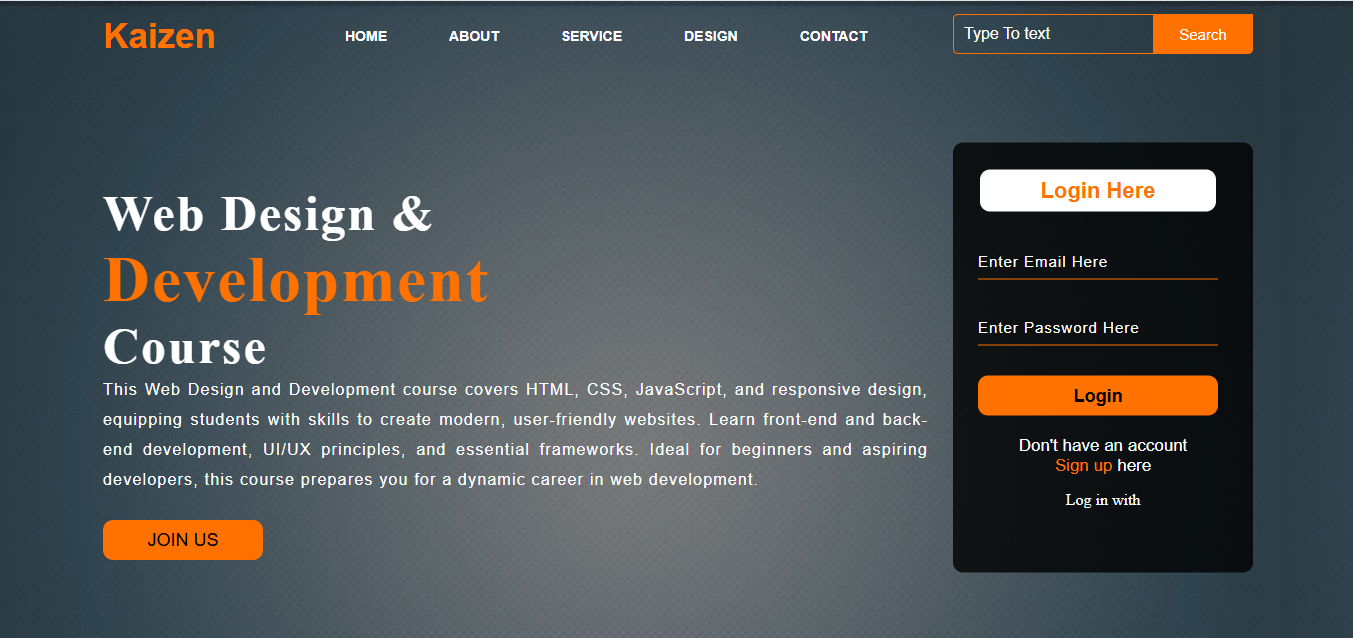 Kaizen
HOME ABOUT SERVICE DESIGN CONTACT
Type To text Search
Web Design &
Development
Course
This Web Design and Development course covers HTML, CSS, JavaScript, and responsive design,
equipping students with skills to create modern, user-friendly websites. Learn front-end and back-
end development, UI/UX principles, and essential frameworks. Ideal for beginners and aspiring
developers, this course prepares you for a dynamic career in web development.
JOIN US
Login Here
Enter Email Here
Enter Password Here
Login
Don't have an account
Sign up here
Log in with